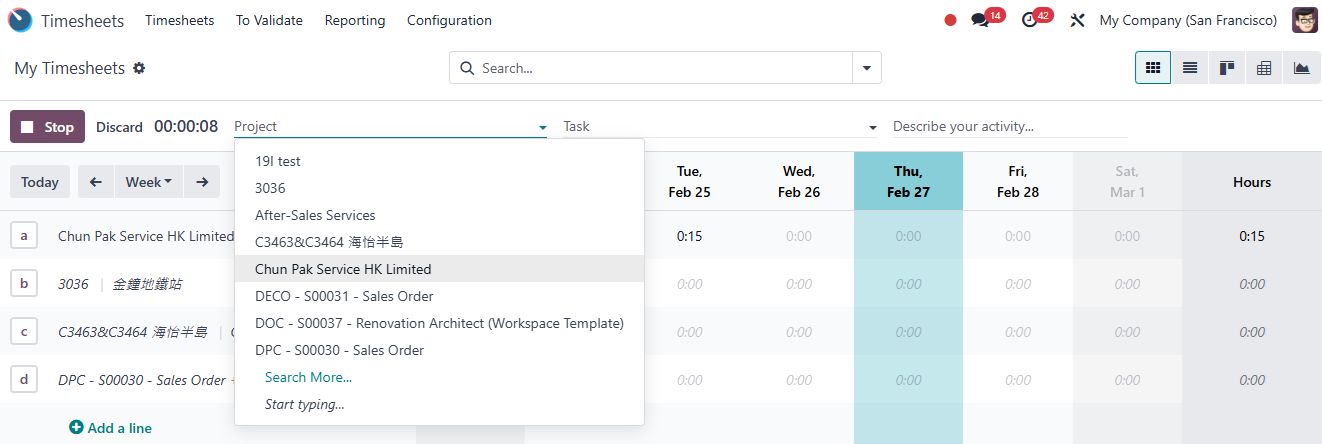 Timesheets Timesheets To Validate Reporting Configuration 14 42 My Company (San Francisco)
My Timesheets Search...
Stop Discard 00:00:08 Project Task Describe your activity...
19I test
3036
After-Sales Services
C3463&C3464 海怡半島
Chun Pak Service HK Limited
DECO - S00031 - Sales Order
DOC - S00037 - Renovation Architect (Workspace Template)
DPC - S00030 - Sales Order
Search More...
Start typing...
Today Week Tue, Feb 25 Wed, Feb 26 Thu, Feb 27 Fri, Feb 28 Sat, Mar 1 Hours
a Chun Pak Service HK Limited 0:15 0:00 0:00 0:00 0:00 0:15
b 3036 | 金鐘地鐵站 0:00 0:00 0:00 0:00 0:00 0:00
c C3463&C3464 海怡半島 | 0:00 0:00 0:00 0:00 0:00 0:00
d DPC - S00030 - Sales Order 0:00 0:00 0:00 0:00 0:00 0:00
Add a line